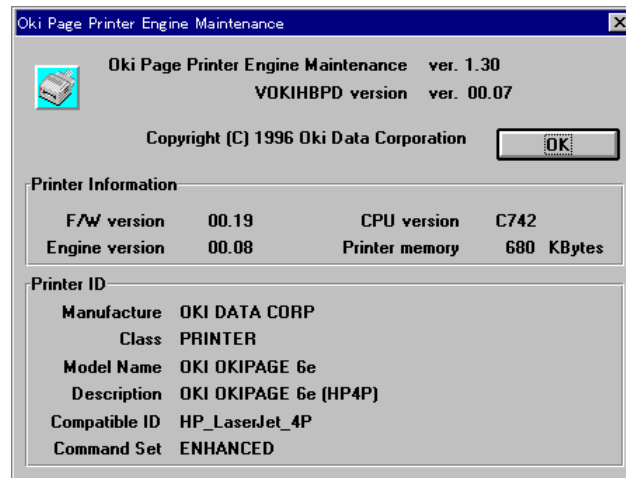 Oki Page Printer Engine Maintenance
Oki Page Printer Engine Maintenance ver. 1.30
VOKIHBPD version ver. 00.07
Copyright (C) 1996 Oki Data Corporation OK
Printer Information
F/W version 00.19 CPU version C742
Engine version 00.08 Printer memory 680 KBytes
Printer ID
Manufacture OKI DATA CORP
Class PRINTER
Model Name OKI OKIPAGE 6e
Description OKI OKIPAGE 6e (HP4P)
Compatible ID HP_LaserJet_4P
Command Set ENHANCED